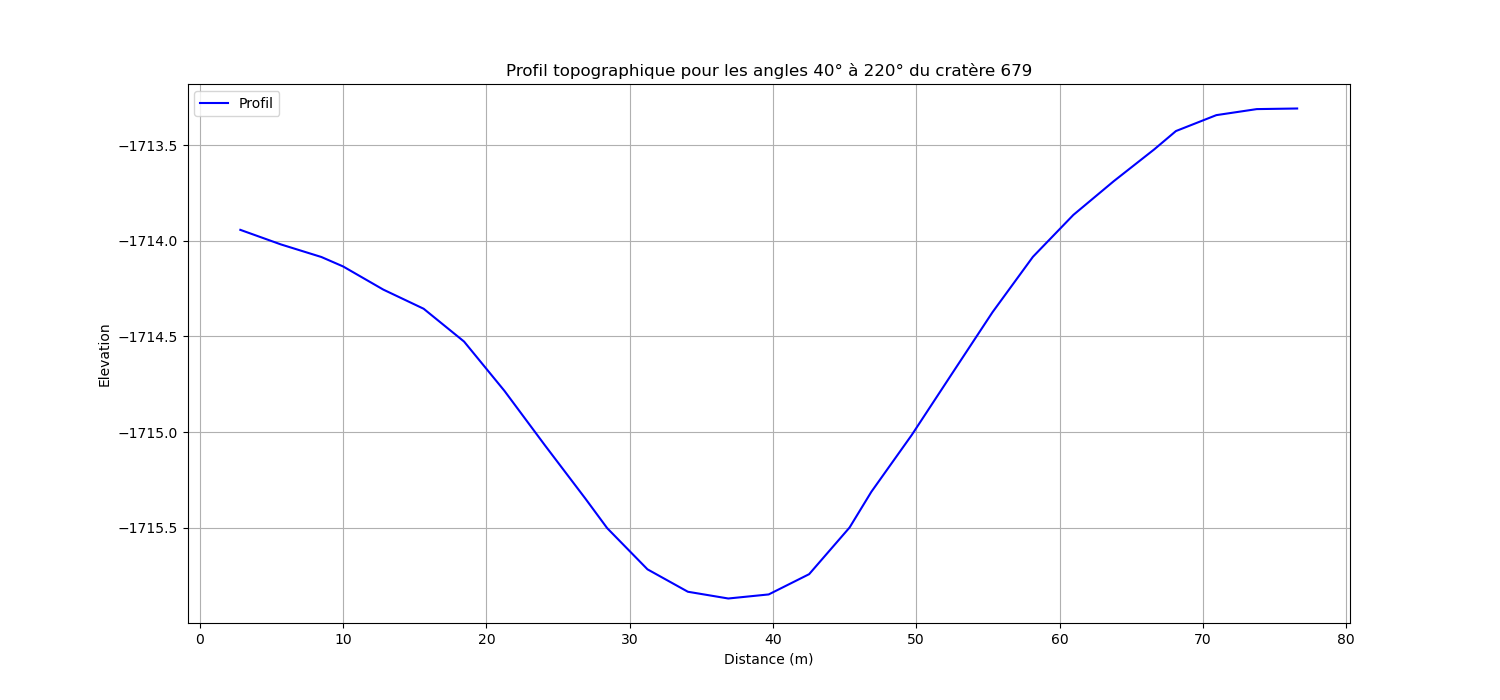 Profil topographique pour les angles 40° à 220° du cratère 679
Profil
−1713.5
−1714.0
−1714.5
−1715.0
−1715.5
Elevation
0 10 20 30 40 50 60 70 80
Distance (m)